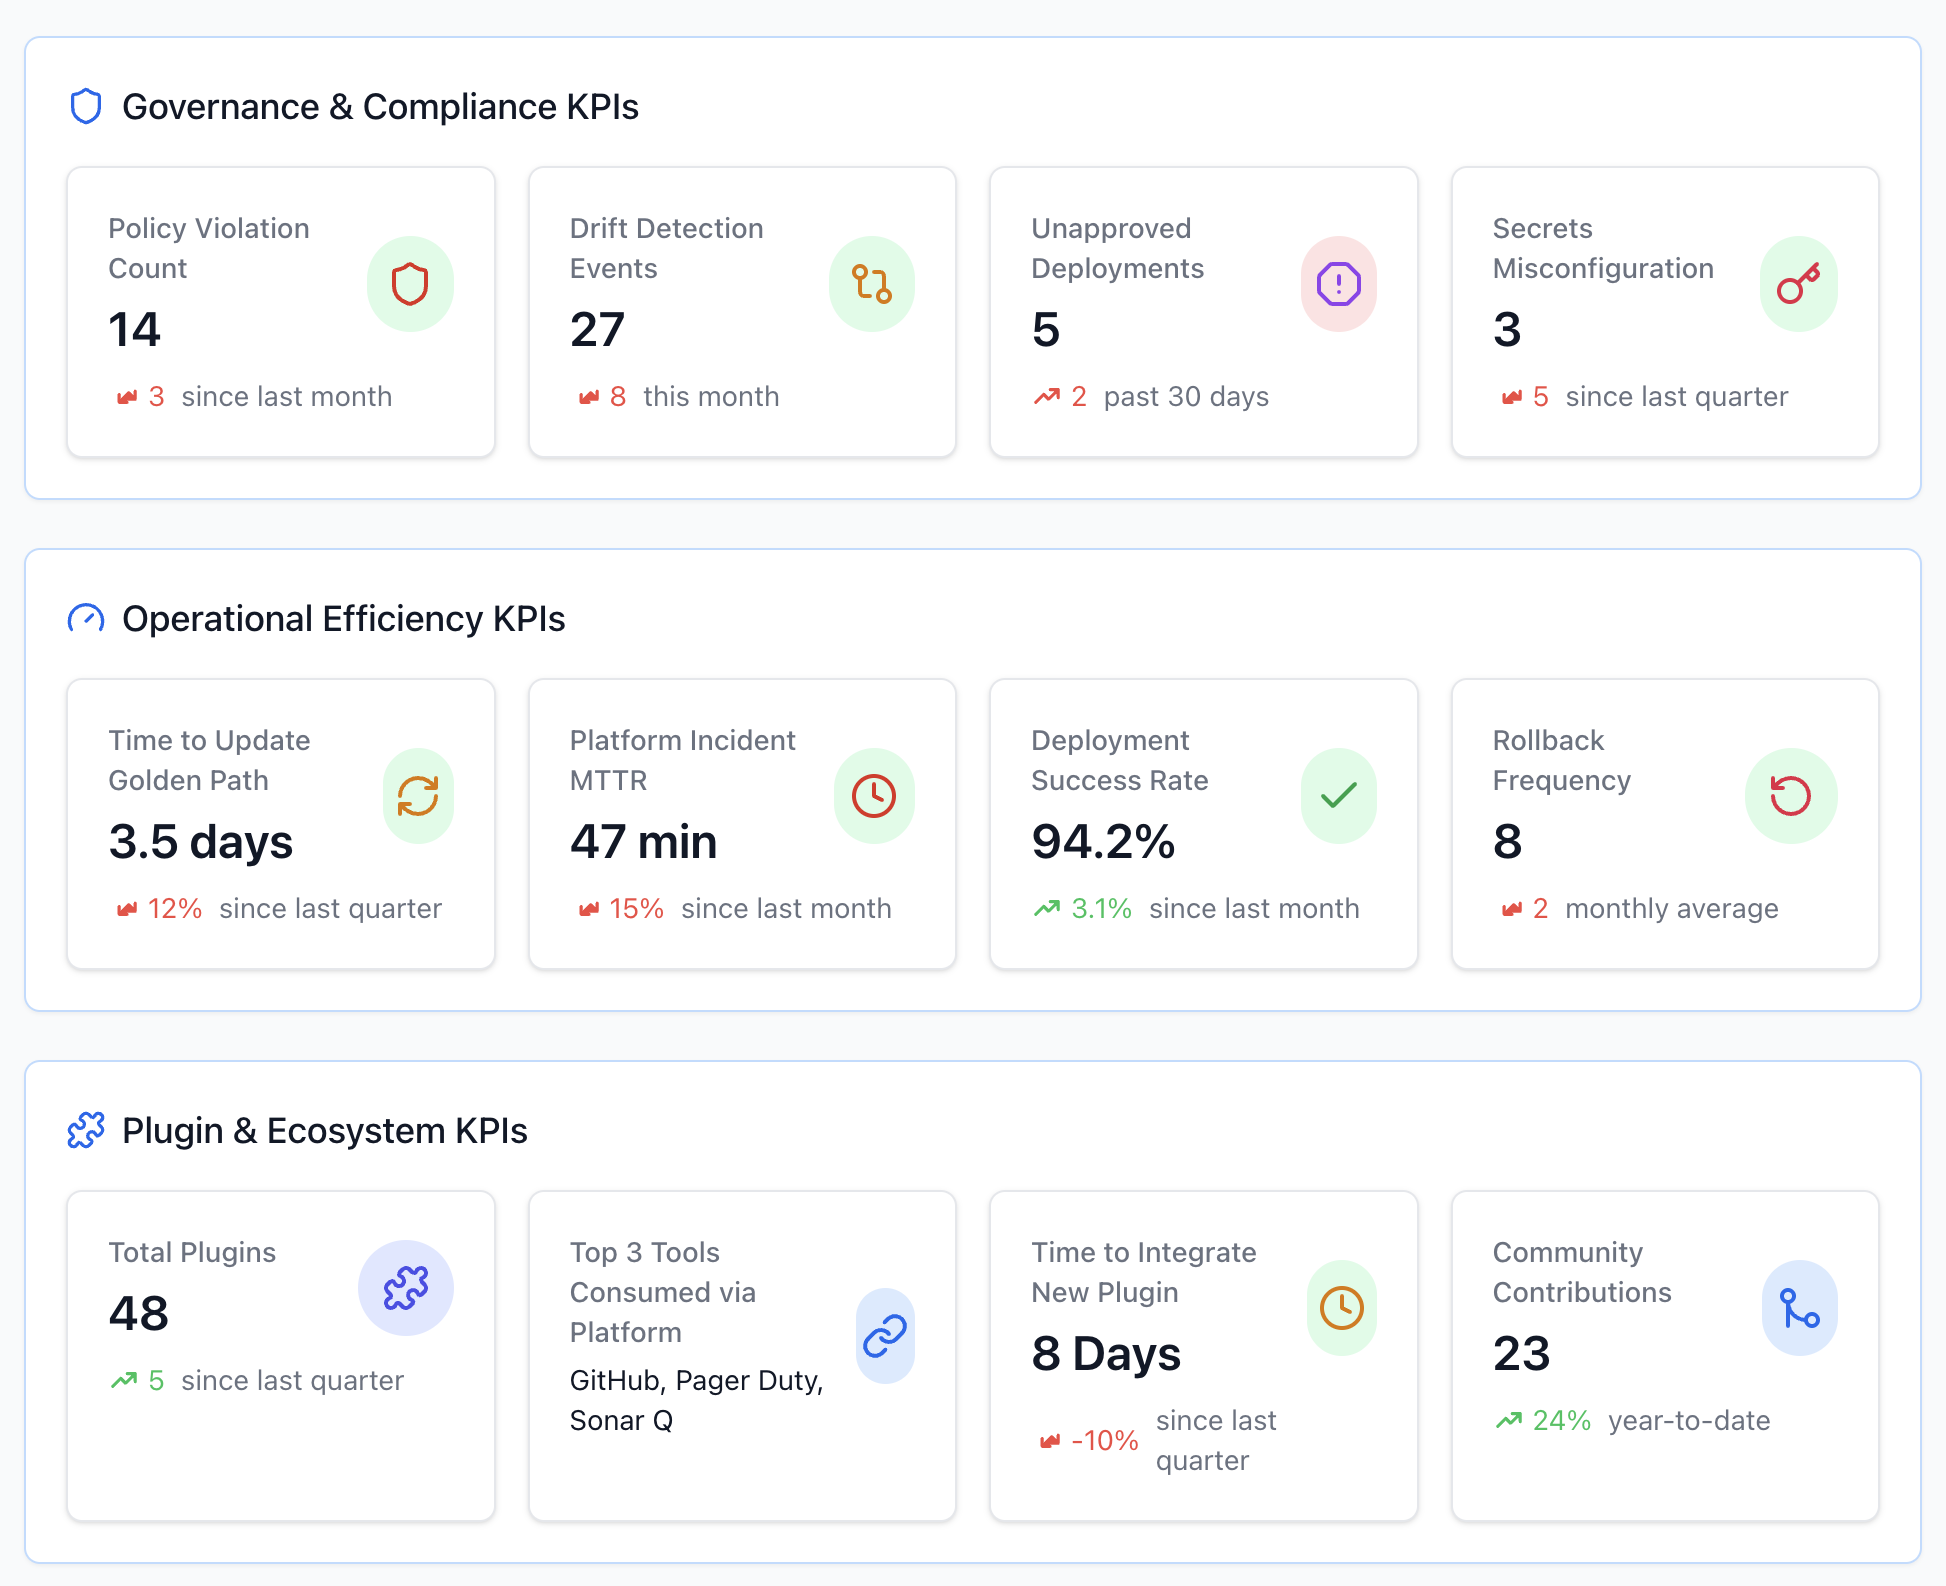 Governance & Compliance KPIs
Policy Violation
Count
14
3 since last month
Drift Detection
Events
27
8 this month
Unapproved
Deployments
5
2 past 30 days
Secrets
Misconfiguration
3
5 since last quarter
Operational Efficiency KPIs
Time to Update
Golden Path
3.5 days
12% since last quarter
Platform Incident
MTTR
47 min
15% since last month
Deployment
Success Rate
94.2%
3.1% since last month
Rollback
Frequency
8
2 monthly average
Plugin & Ecosystem KPIs
Total Plugins
48
5 since last quarter
Top 3 Tools
Consumed via
Platform
GitHub, Pager Duty,
Sonar Q
Time to Integrate
New Plugin
8 Days
-10% since last
quarter
Community
Contributions
23
24% year-to-date